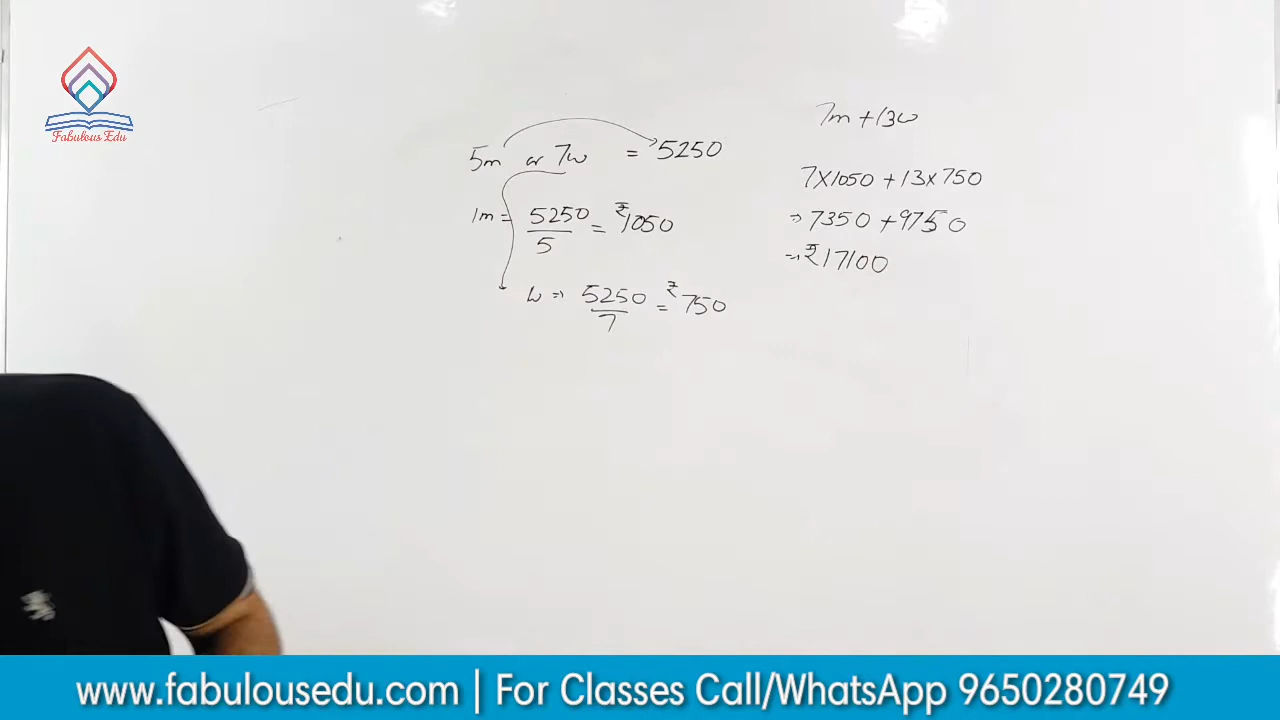 Fabulous Edu
5m or 7w = 5250
1m = 5250/5 = ₹1050
w ⇒ 5250/7 = ₹750
7m + 13w
7×1050 + 13×750
⇒ 7350 + 9750
⇒ ₹17100
www.fabulousedu.com | For Classes Call/WhatsApp 9650280749